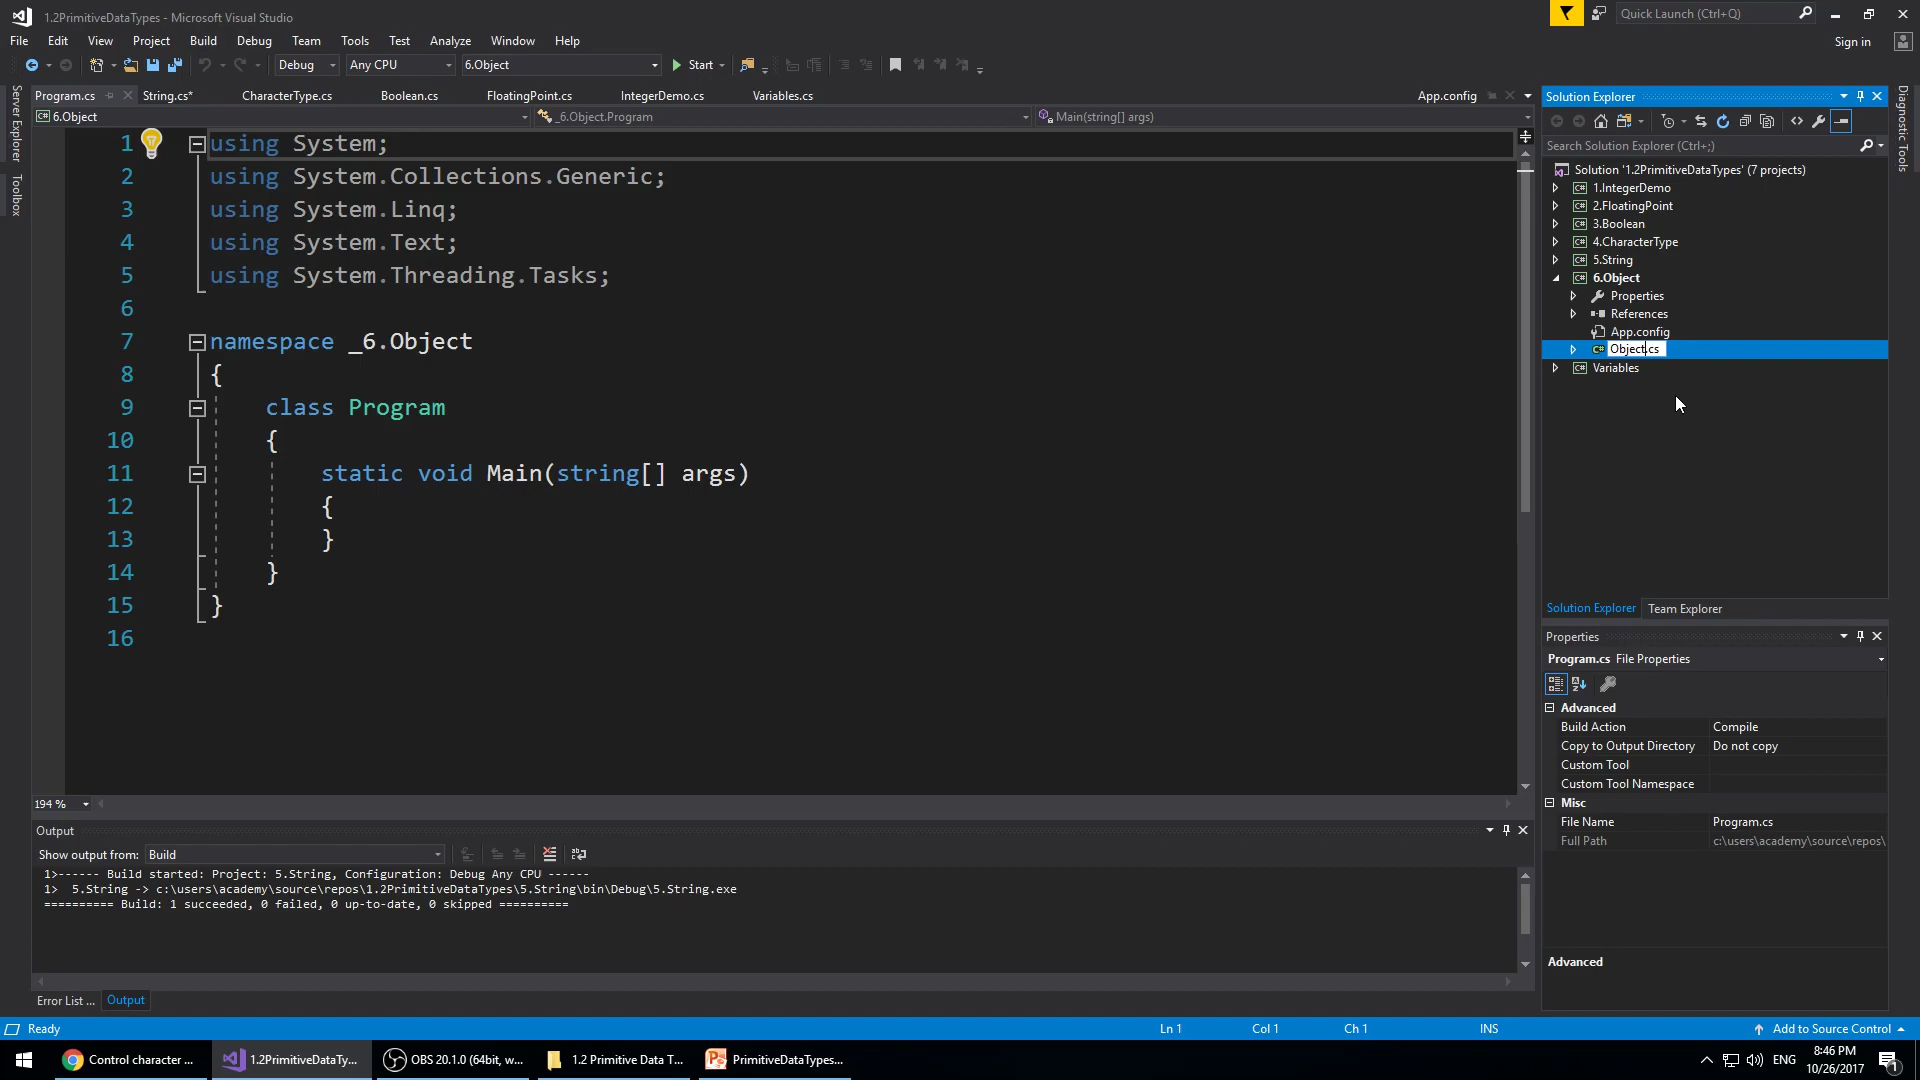 1.2PrimitiveDataTypes - Microsoft Visual Studio
Quick Launch (Ctrl+Q)
File Edit View Project Build Debug Team Tools Test Analyze Window Help
Sign in
Debug Any CPU 6.Object Start
Program.cs String.cs* CharacterType.cs Boolean.cs FloatingPoint.cs IntegerDemo.cs Variables.cs App.config
6.Object _6.Object.Program Main(string[] args)
Server Explorer
Toolbox
1 using System;
2 using System.Collections.Generic;
3 using System.Linq;
4 using System.Text;
5 using System.Threading.Tasks;
6
7 namespace _6.Object
8 {
9 class Program
10 {
11 static void Main(string[] args)
12 {
13 }
14 }
15 }
16
194 %
Output
Show output from: Build
1>------ Build started: Project: 5.String, Configuration: Debug Any CPU ------
1> 5.String -> c:\users\academy\source\repos\1.2PrimitiveDataTypes\5.String\bin\Debug\5.String.exe
========== Build: 1 succeeded, 0 failed, 0 up-to-date, 0 skipped ==========
Error List ... Output
Solution Explorer
Search Solution Explorer (Ctrl+;)
Solution '1.2PrimitiveDataTypes' (7 projects)
1.IntegerDemo
2.FloatingPoint
3.Boolean
4.CharacterType
5.String
6.Object
Properties
References
App.config
Object.cs
Variables
Solution Explorer Team Explorer
Properties
Program.cs File Properties
Advanced
Build Action Compile
Copy to Output Directory Do not copy
Custom Tool
Custom Tool Namespace
Misc
File Name Program.cs
Full Path c:\users\academy\source\repos\
Advanced
Diagnostic Tools
Ready Ln 1 Col 1 Ch 1 INS Add to Source Control
Control character ... 1.2PrimitiveDataTy... OBS 20.1.0 (64bit, w... 1.2 Primitive Data T... PrimitiveDataTypes... ENG
8:46 PM
10/26/2017
1